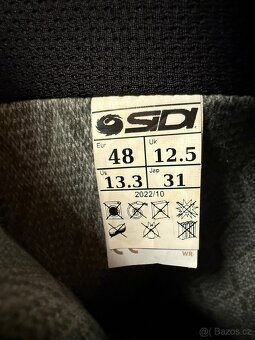 SIDI
Eur Uk
48 12.5
Us Jap
13.3 31
2022/10
WR
Bazos.cz